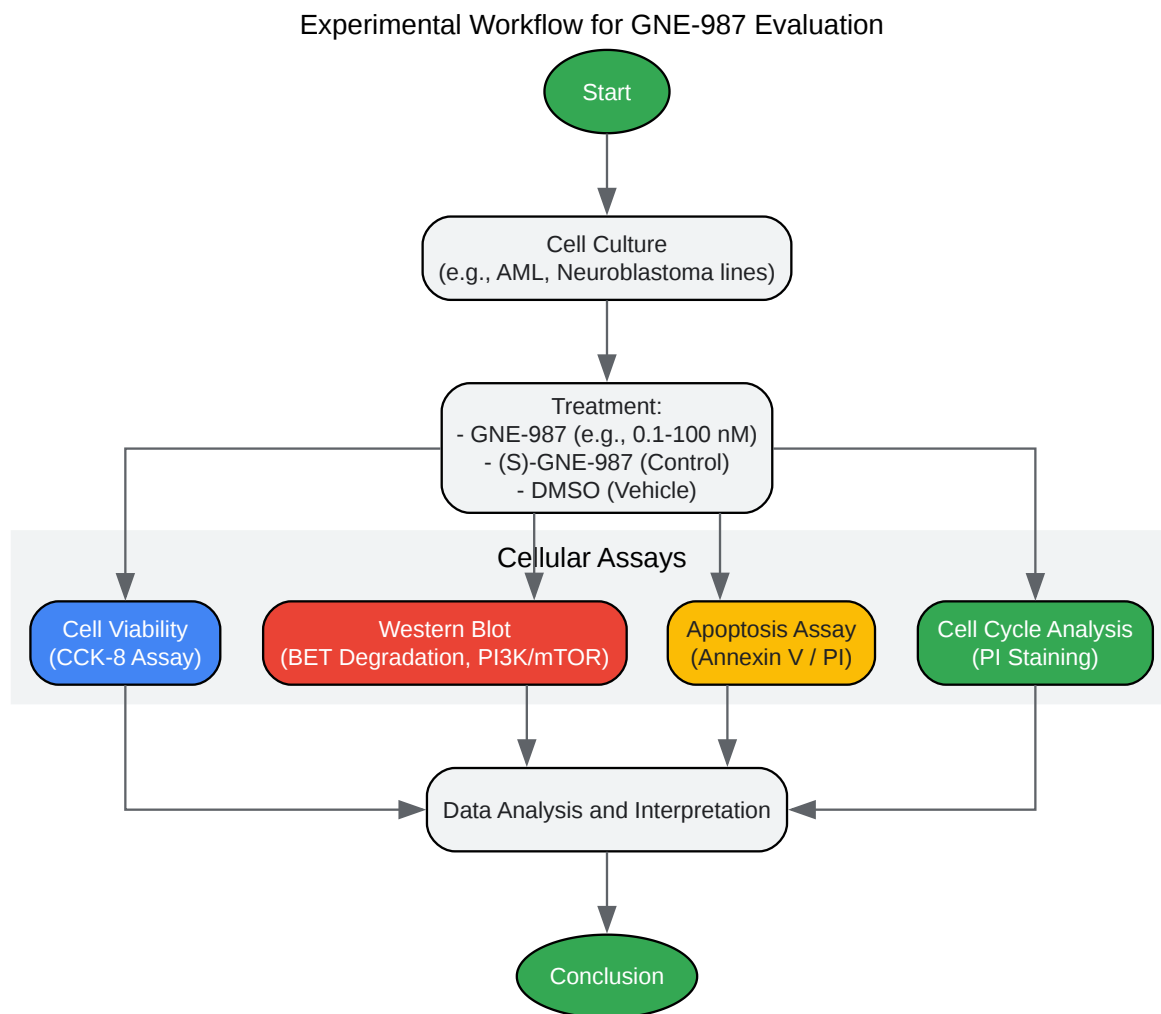 Experimental Workflow for GNE-987 Evaluation
Start
Cell Culture
(e.g., AML, Neuroblastoma lines)
Treatment:
- GNE-987 (e.g., 0.1-100 nM)
- (S)-GNE-987 (Control)
- DMSO (Vehicle)
Cellular Assays
Cell Viability
(CCK-8 Assay)
Western Blot
(BET Degradation, PI3K/mTOR)
Apoptosis Assay
(Annexin V / PI)
Cell Cycle Analysis
(PI Staining)
Data Analysis and Interpretation
Conclusion